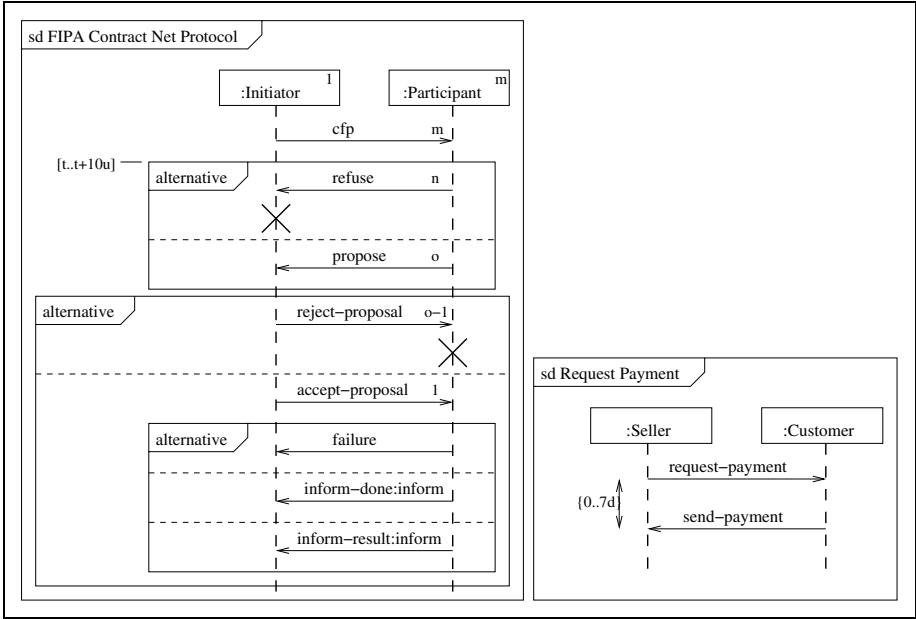 sd FIPA Contract Net Protocol
1
:Initiator
m
:Participant
cfp m
[t..t+10u]
alternative
refuse n
propose o
alternative
reject−proposal o−1
accept−proposal 1
alternative
failure
inform−done:inform
inform−result:inform
sd Request Payment
:Seller
:Customer
request−payment
{0..7d}
send−payment